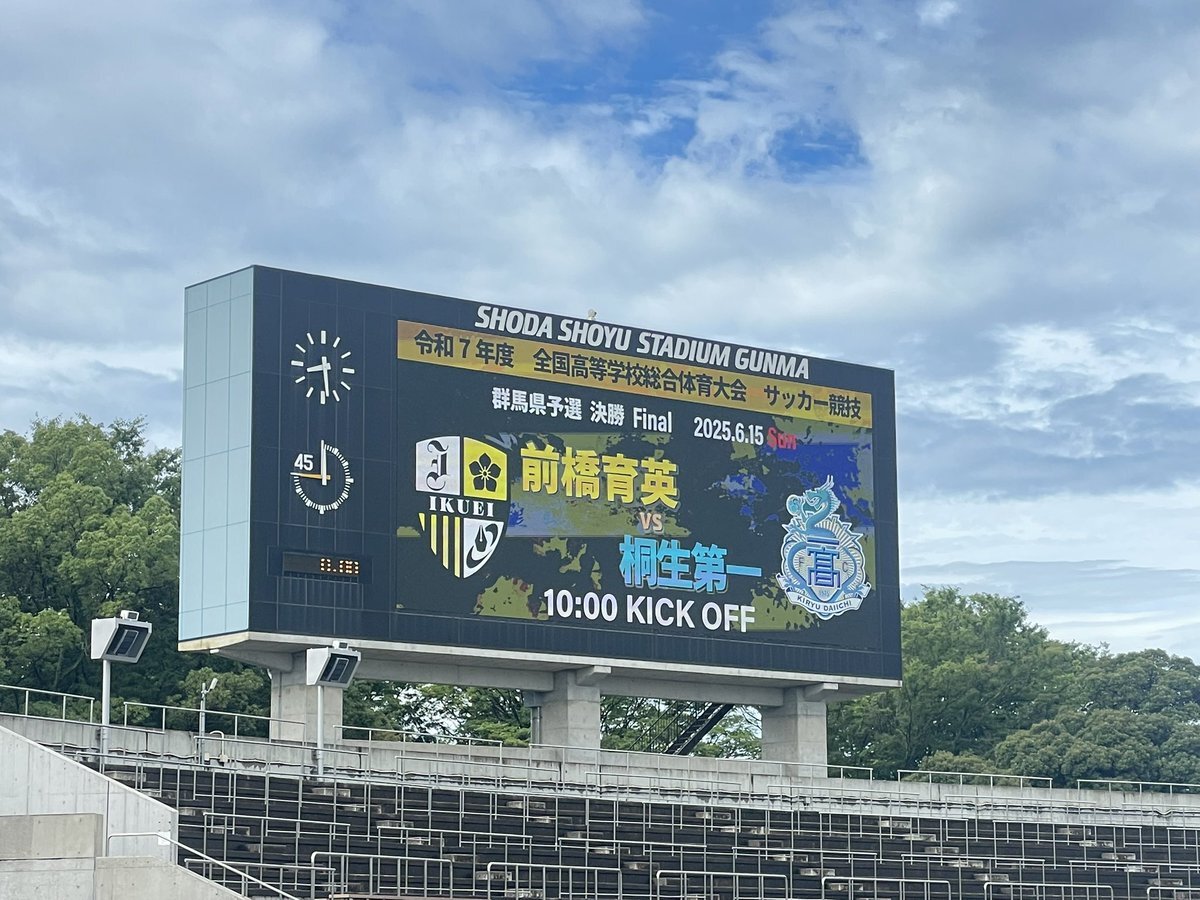 SHODA SHOYU STADIUM GUNMA
令和7年度 全国高等学校総合体育大会 サッカー競技
群馬県予選 決勝 Final 2025.6.15 Sun
45
前橋育英
IKUEI
VS
桐生第一
KIRYU DAIICHI
10:00 KICK OFF